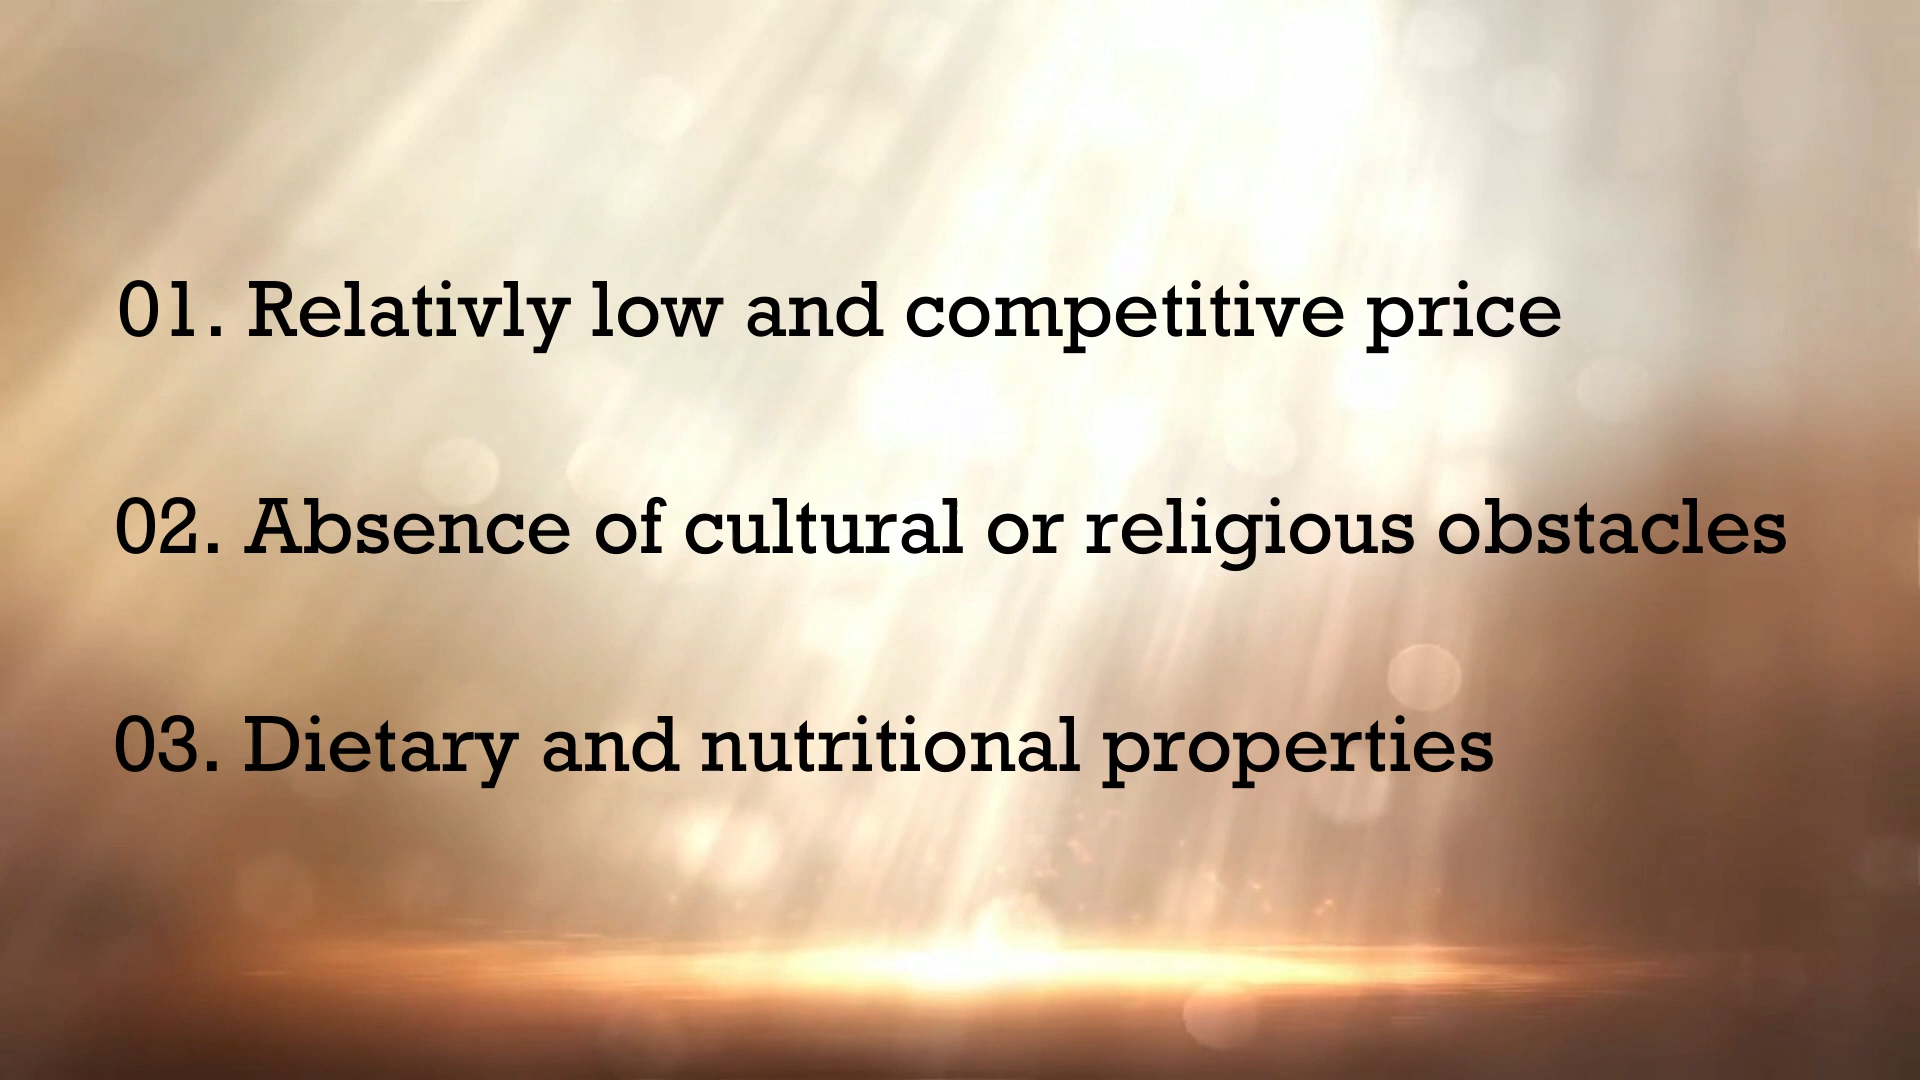 01. Relativly low and competitive price
02. Absence of cultural or religious obstacles
03. Dietary and nutritional properties